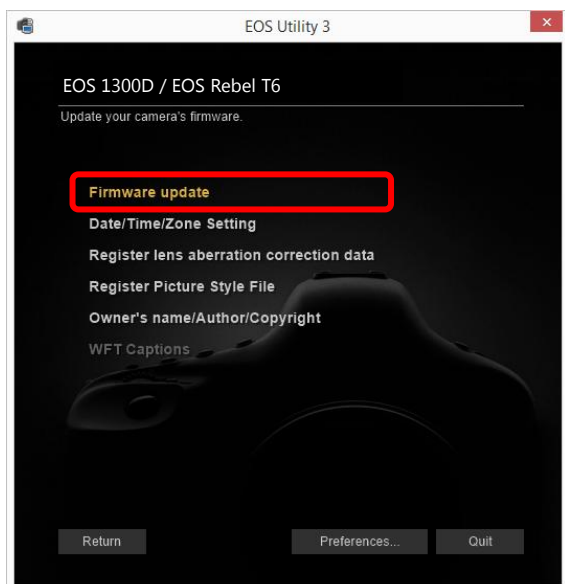 EOS Utility 3
EOS 1300D / EOS Rebel T6
Update your camera's firmware.
Firmware update
Date/Time/Zone Setting
Register lens aberration correction data
Register Picture Style File
Owner's name/Author/Copyright
WFT Captions
Return Preferences... Quit